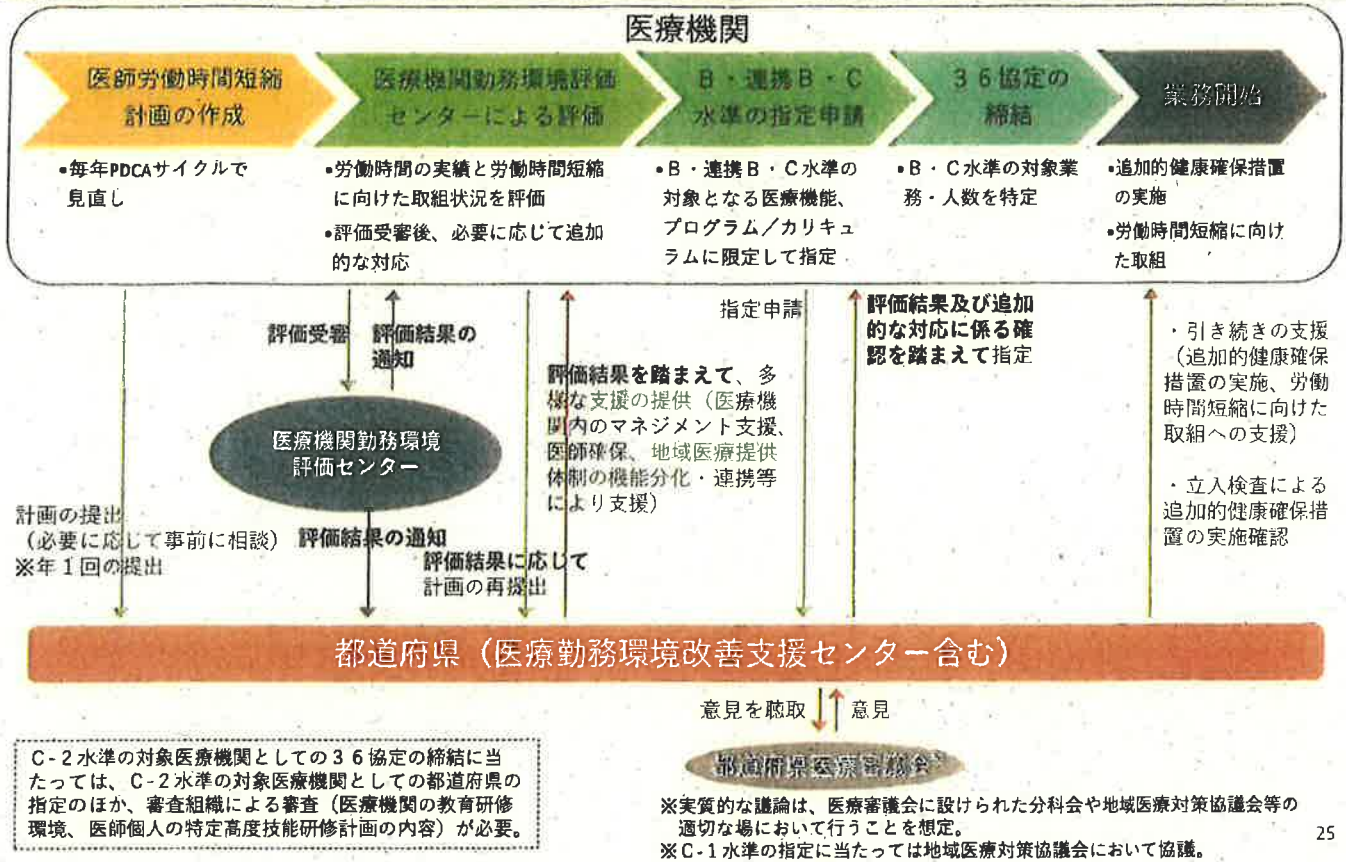 医療機関
医師労働時間短縮
計画の作成
医療機関勤務環境評価
センターによる評価
B・連携B・C
水準の指定申請
36協定の
締結
業務開始
•毎年PDCAサイクルで
見直し
•労働時間の実績と労働時間短縮
に向けた取組状況を評価
•評価受審後、必要に応じて追加
的な対応
•B・連携B・C水準の
対象となる医療機能、
プログラム/カリキュ
ラムに限定して指定
•B・C水準の対象業
務・人数を特定
•追加的健康確保措置
の実施
•労働時間短縮に向け
た取組
評価受審
評価結果の
通知
医療機関勤務環境
評価センター
計画の提出
(必要に応じて事前に相談)
※年1回の提出
評価結果の通知
評価結果に応じて
計画の再提出
評価結果を踏まえて、多
様な支援の提供(医療機
関内のマネジメント支援、
医師確保、地域医療提供
体制の機能分化・連携等
により支援)
指定申請
評価結果及び追加
的な対応に係る確
認を踏まえて指定
・引き続きの支援
(追加的健康確保
措置の実施、労働
時間短縮に向けた
取組への支援)
・立入検査による
追加的健康確保措
置の実施確認
都道府県(医療勤務環境改善支援センター含む)
意見を聴取
意見
都道府県医療審議会※
C-2水準の対象医療機関としての36協定の締結に当
たっては、C-2水準の対象医療機関としての都道府県の
指定のほか、審査組織による審査(医療機関の教育研修
環境、医師個人の特定高度技能研修計画の内容)が必要。
※実質的な議論は、医療審議会に設けられた分科会や地域医療対策協議会等の
適切な場において行うことを想定。
※C-1水準の指定に当たっては地域医療対策協議会において協議。
25